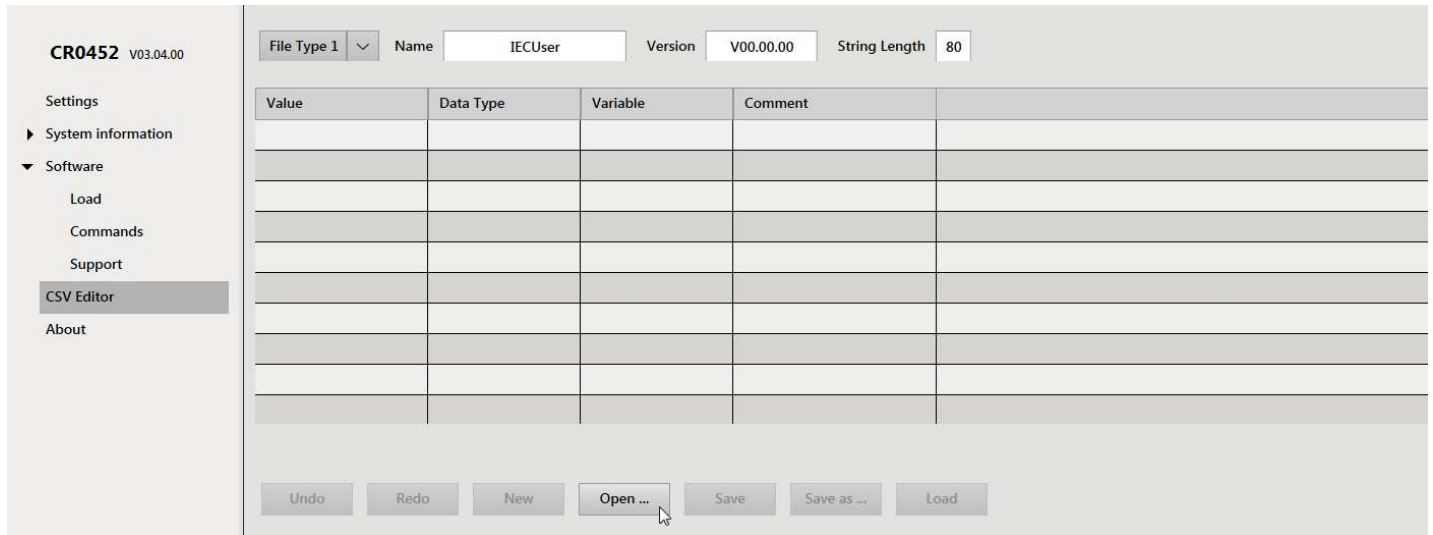 CR0452 V03.04.00
Settings
System information
Software
Load
Commands
Support
CSV Editor
About
File Type 1 Name IECUser Version V00.00.00 String Length 80
Value Data Type Variable Comment
Undo Redo New Open ... Save Save as ... Load